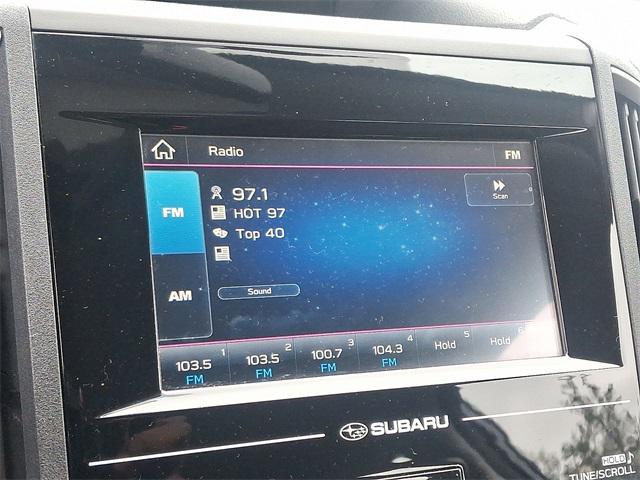 Radio FM
FM 97.1 Scan
HOT 97
Top 40
AM Sound
1 2 3 4 5 6
103.5 103.5 100.7 104.3 Hold Hold
FM FM FM FM
SUBARU
HOLD
TUNE/SCROLL